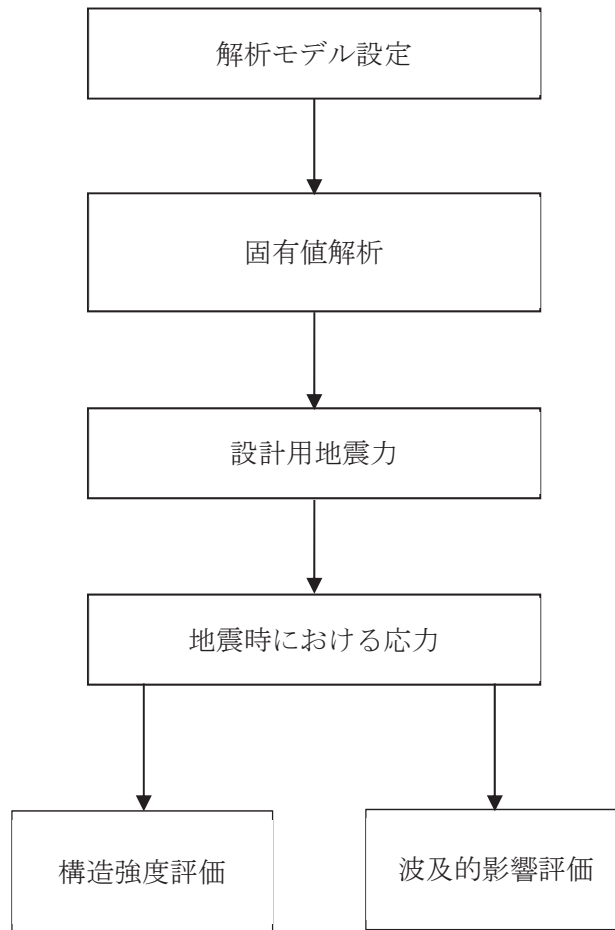 解析モデル設定
固有値解析
設計用地震力
地震時における応力
構造強度評価
波及的影響評価